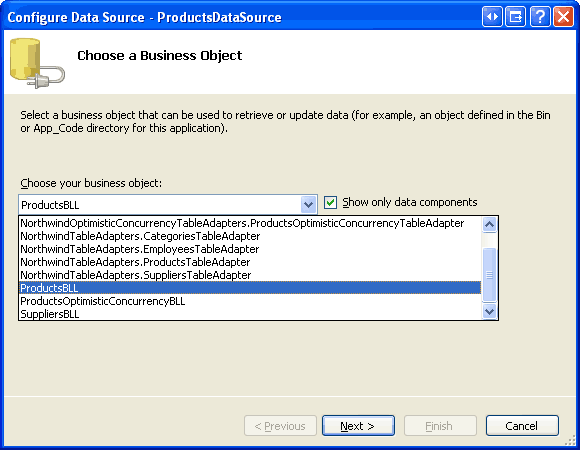 Configure Data Source - ProductsDataSource
Choose a Business Object
Select a business object that can be used to retrieve or update data (for example, an object defined in the Bin
or App_Code directory for this application).
Choose your business object:
ProductsBLL
Show only data components
NorthwindOptimisticConcurrencyTableAdapters.ProductsOptimisticConcurrencyTableAdapter
NorthwindTableAdapters.CategoriesTableAdapter
NorthwindTableAdapters.EmployeesTableAdapter
NorthwindTableAdapters.ProductsTableAdapter
NorthwindTableAdapters.SuppliersTableAdapter
ProductsBLL
ProductsOptimisticConcurrencyBLL
SuppliersBLL
< Previous
Next >
Finish
Cancel